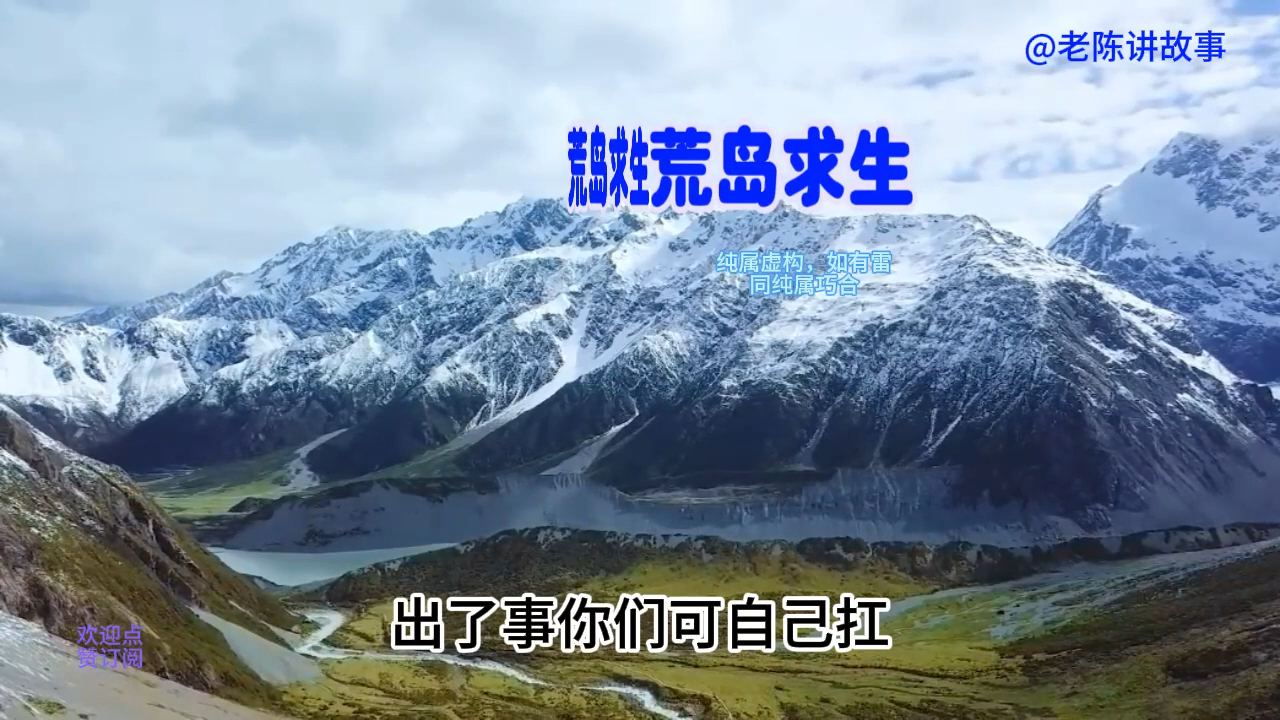 @老陈讲故事
荒岛求生荒岛求生
纯属虚构，如有雷
同纯属巧合
出了事你们可自己扛
欢迎点
赞订阅